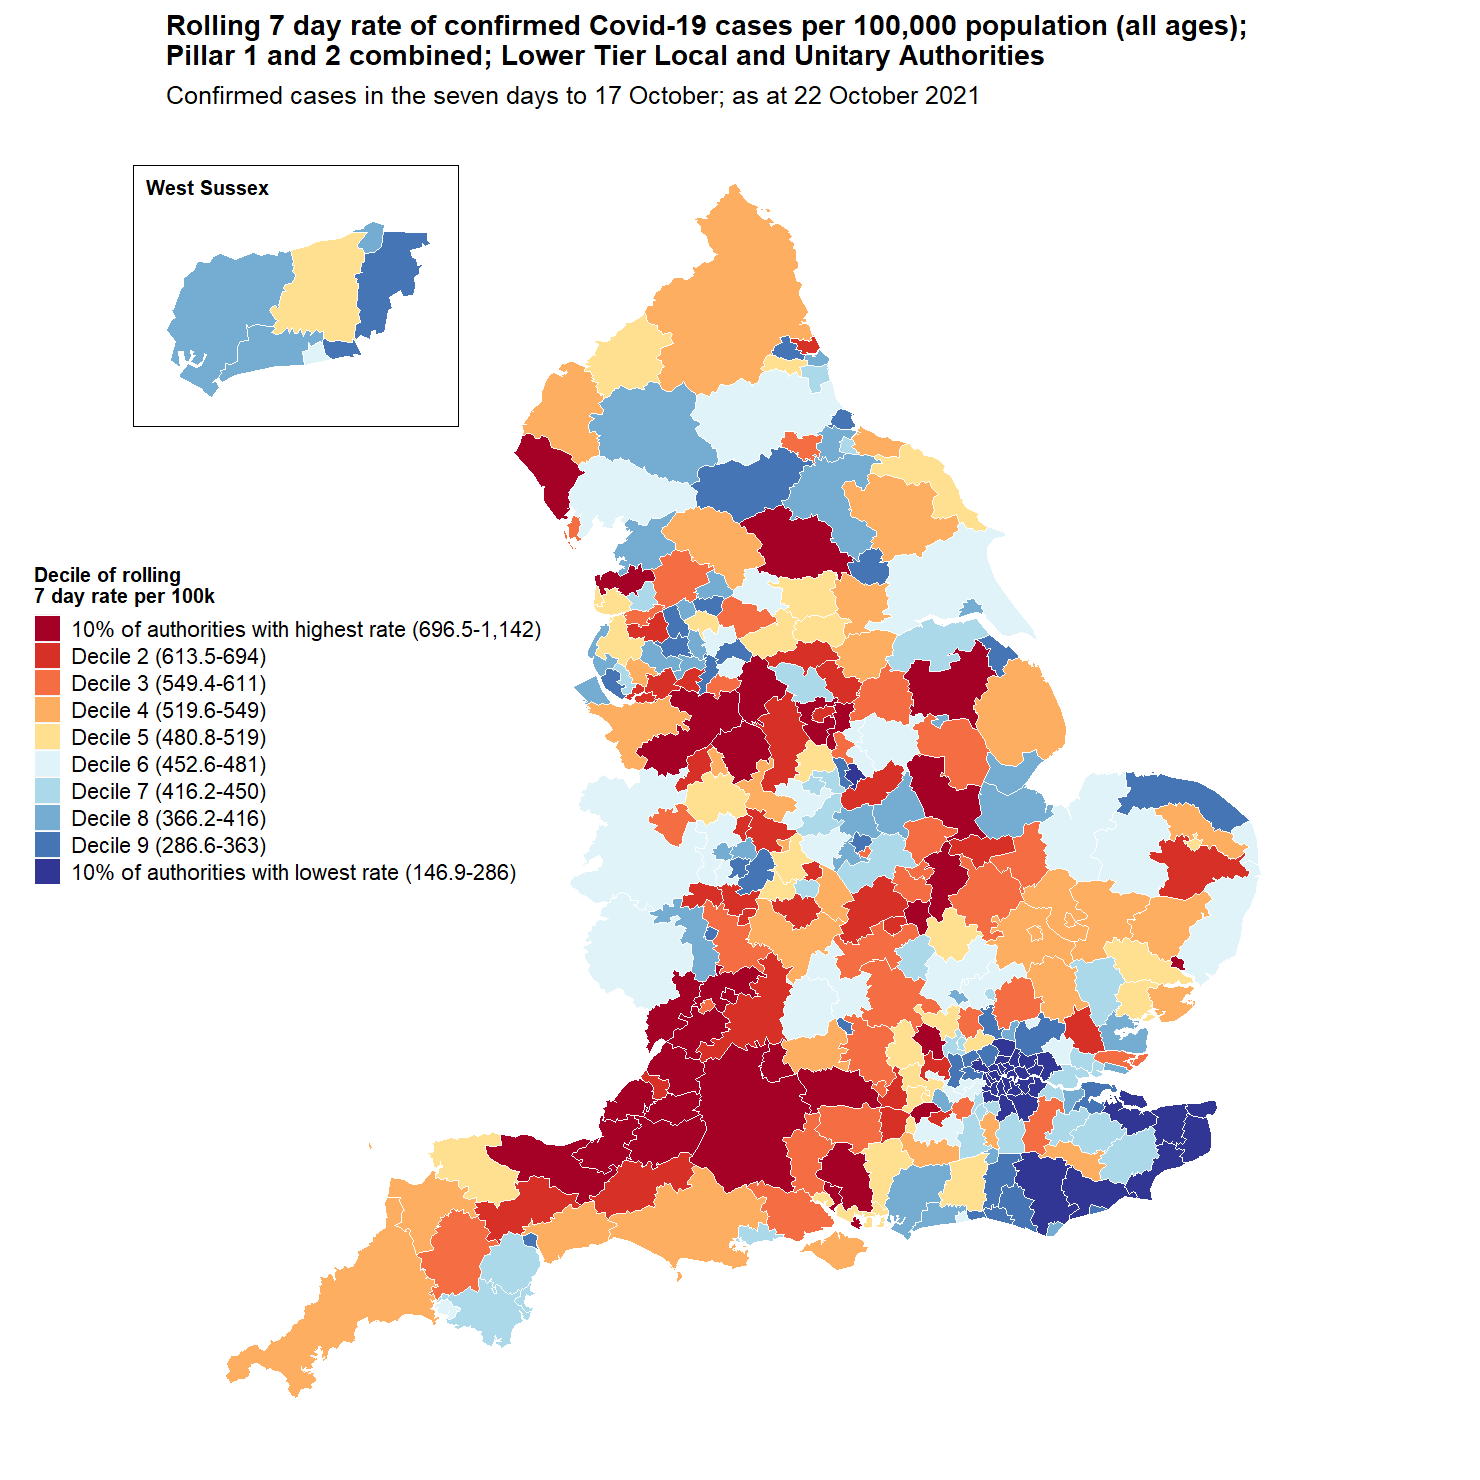 Rolling 7 day rate of confirmed Covid-19 cases per 100,000 population (all ages);
Pillar 1 and 2 combined; Lower Tier Local and Unitary Authorities
Confirmed cases in the seven days to 17 October; as at 22 October 2021
West Sussex
Decile of rolling
7 day rate per 100k
10% of authorities with highest rate (696.5-1,142)
Decile 2 (613.5-694)
Decile 3 (549.4-611)
Decile 4 (519.6-549)
Decile 5 (480.8-519)
Decile 6 (452.6-481)
Decile 7 (416.2-450)
Decile 8 (366.2-416)
Decile 9 (286.6-363)
10% of authorities with lowest rate (146.9-286)